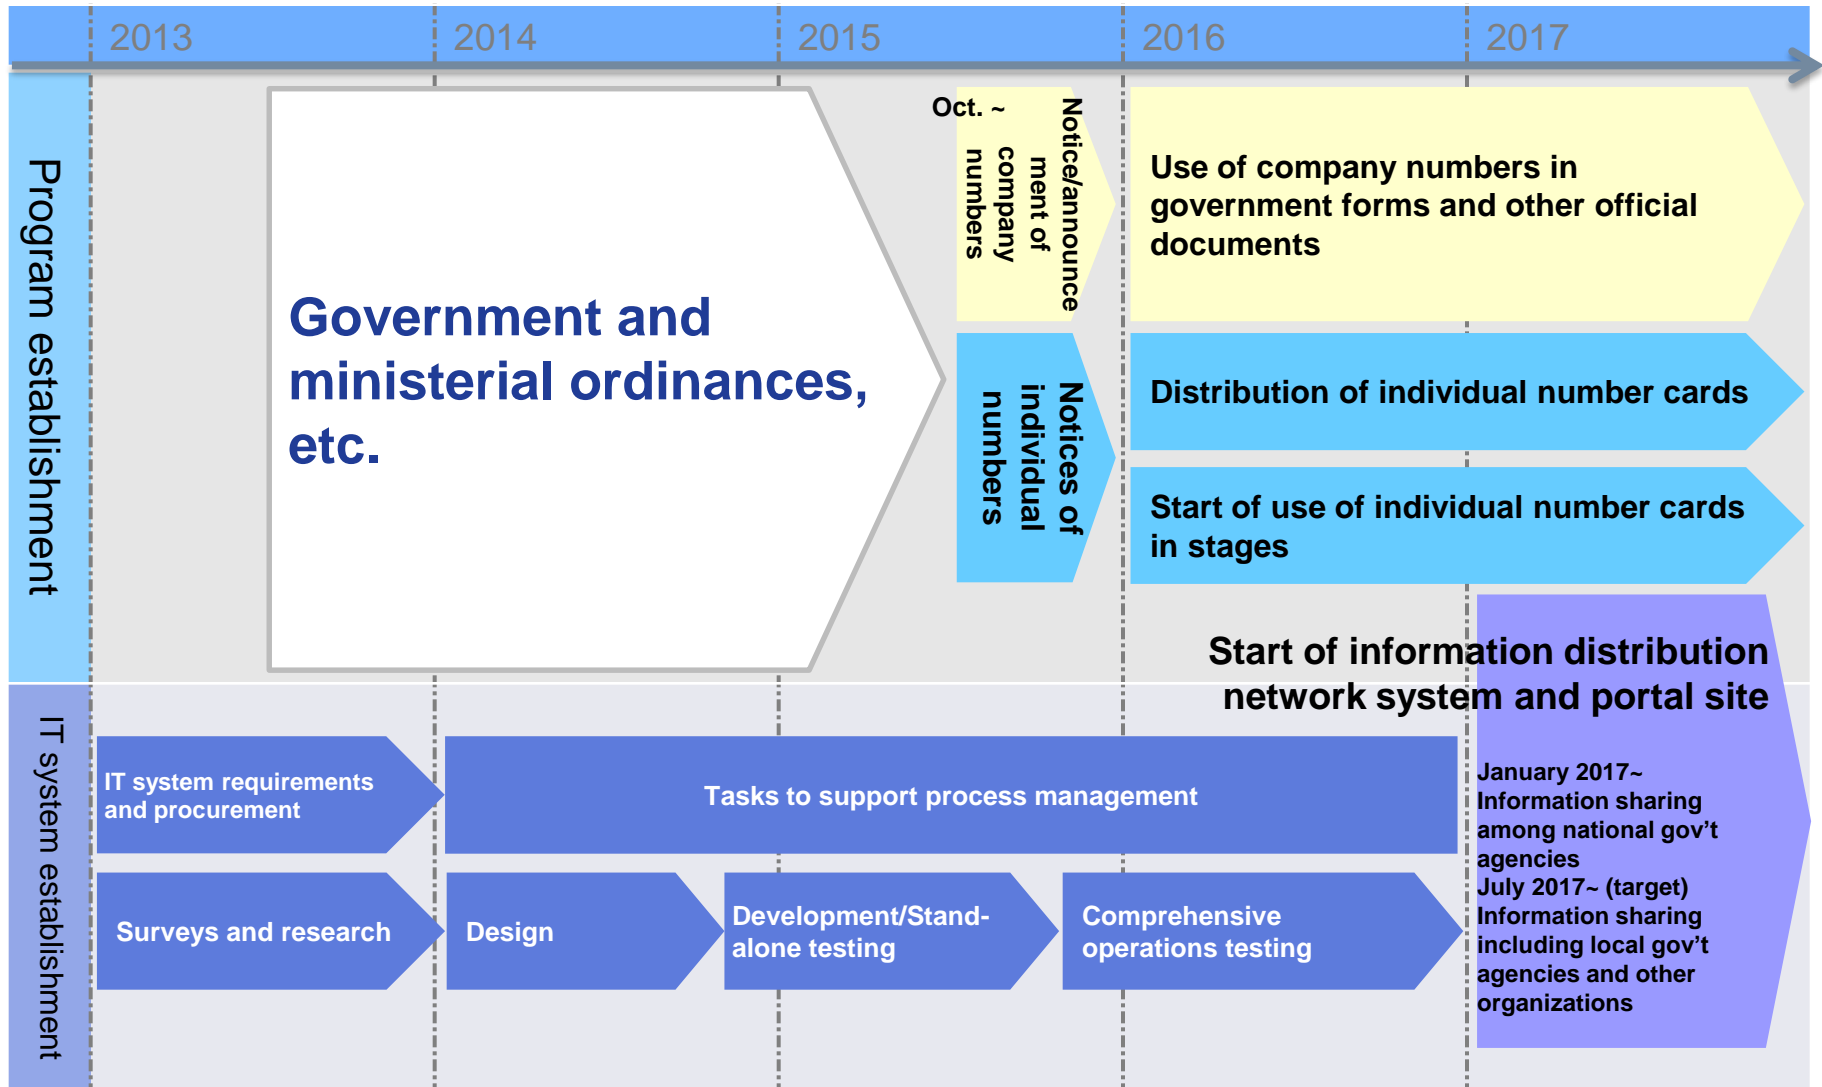 2013
2014
2015
2016
2017
Program establishment
Government and
ministerial ordinances,
etc.
Oct. ~
Notice/announce
ment of
company
numbers
Notices of
individual
numbers
Use of company numbers in
government forms and other official
documents
Distribution of individual number cards
Start of use of individual number cards
in stages
Start of information distribution
network system and portal site
IT system establishment
IT system requirements
and procurement
Tasks to support process management
Surveys and research
Design
Development/Stand-
alone testing
Comprehensive
operations testing
January 2017~
Information sharing
among national gov’t
agencies
July 2017~ (target)
Information sharing
including local gov’t
agencies and other
organizations